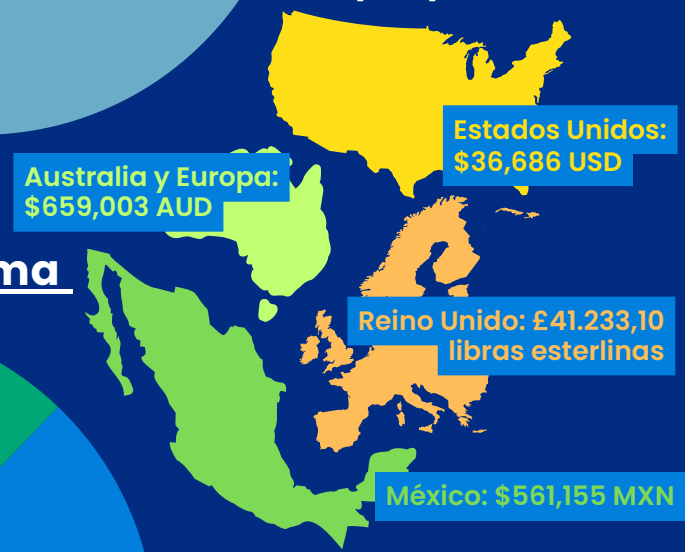 Estados Unidos:
$36,686 USD
Australia y Europa:
$659,003 AUD
Reino Unido: £41.233,10
libras esterlinas
México: $561,155 MXN